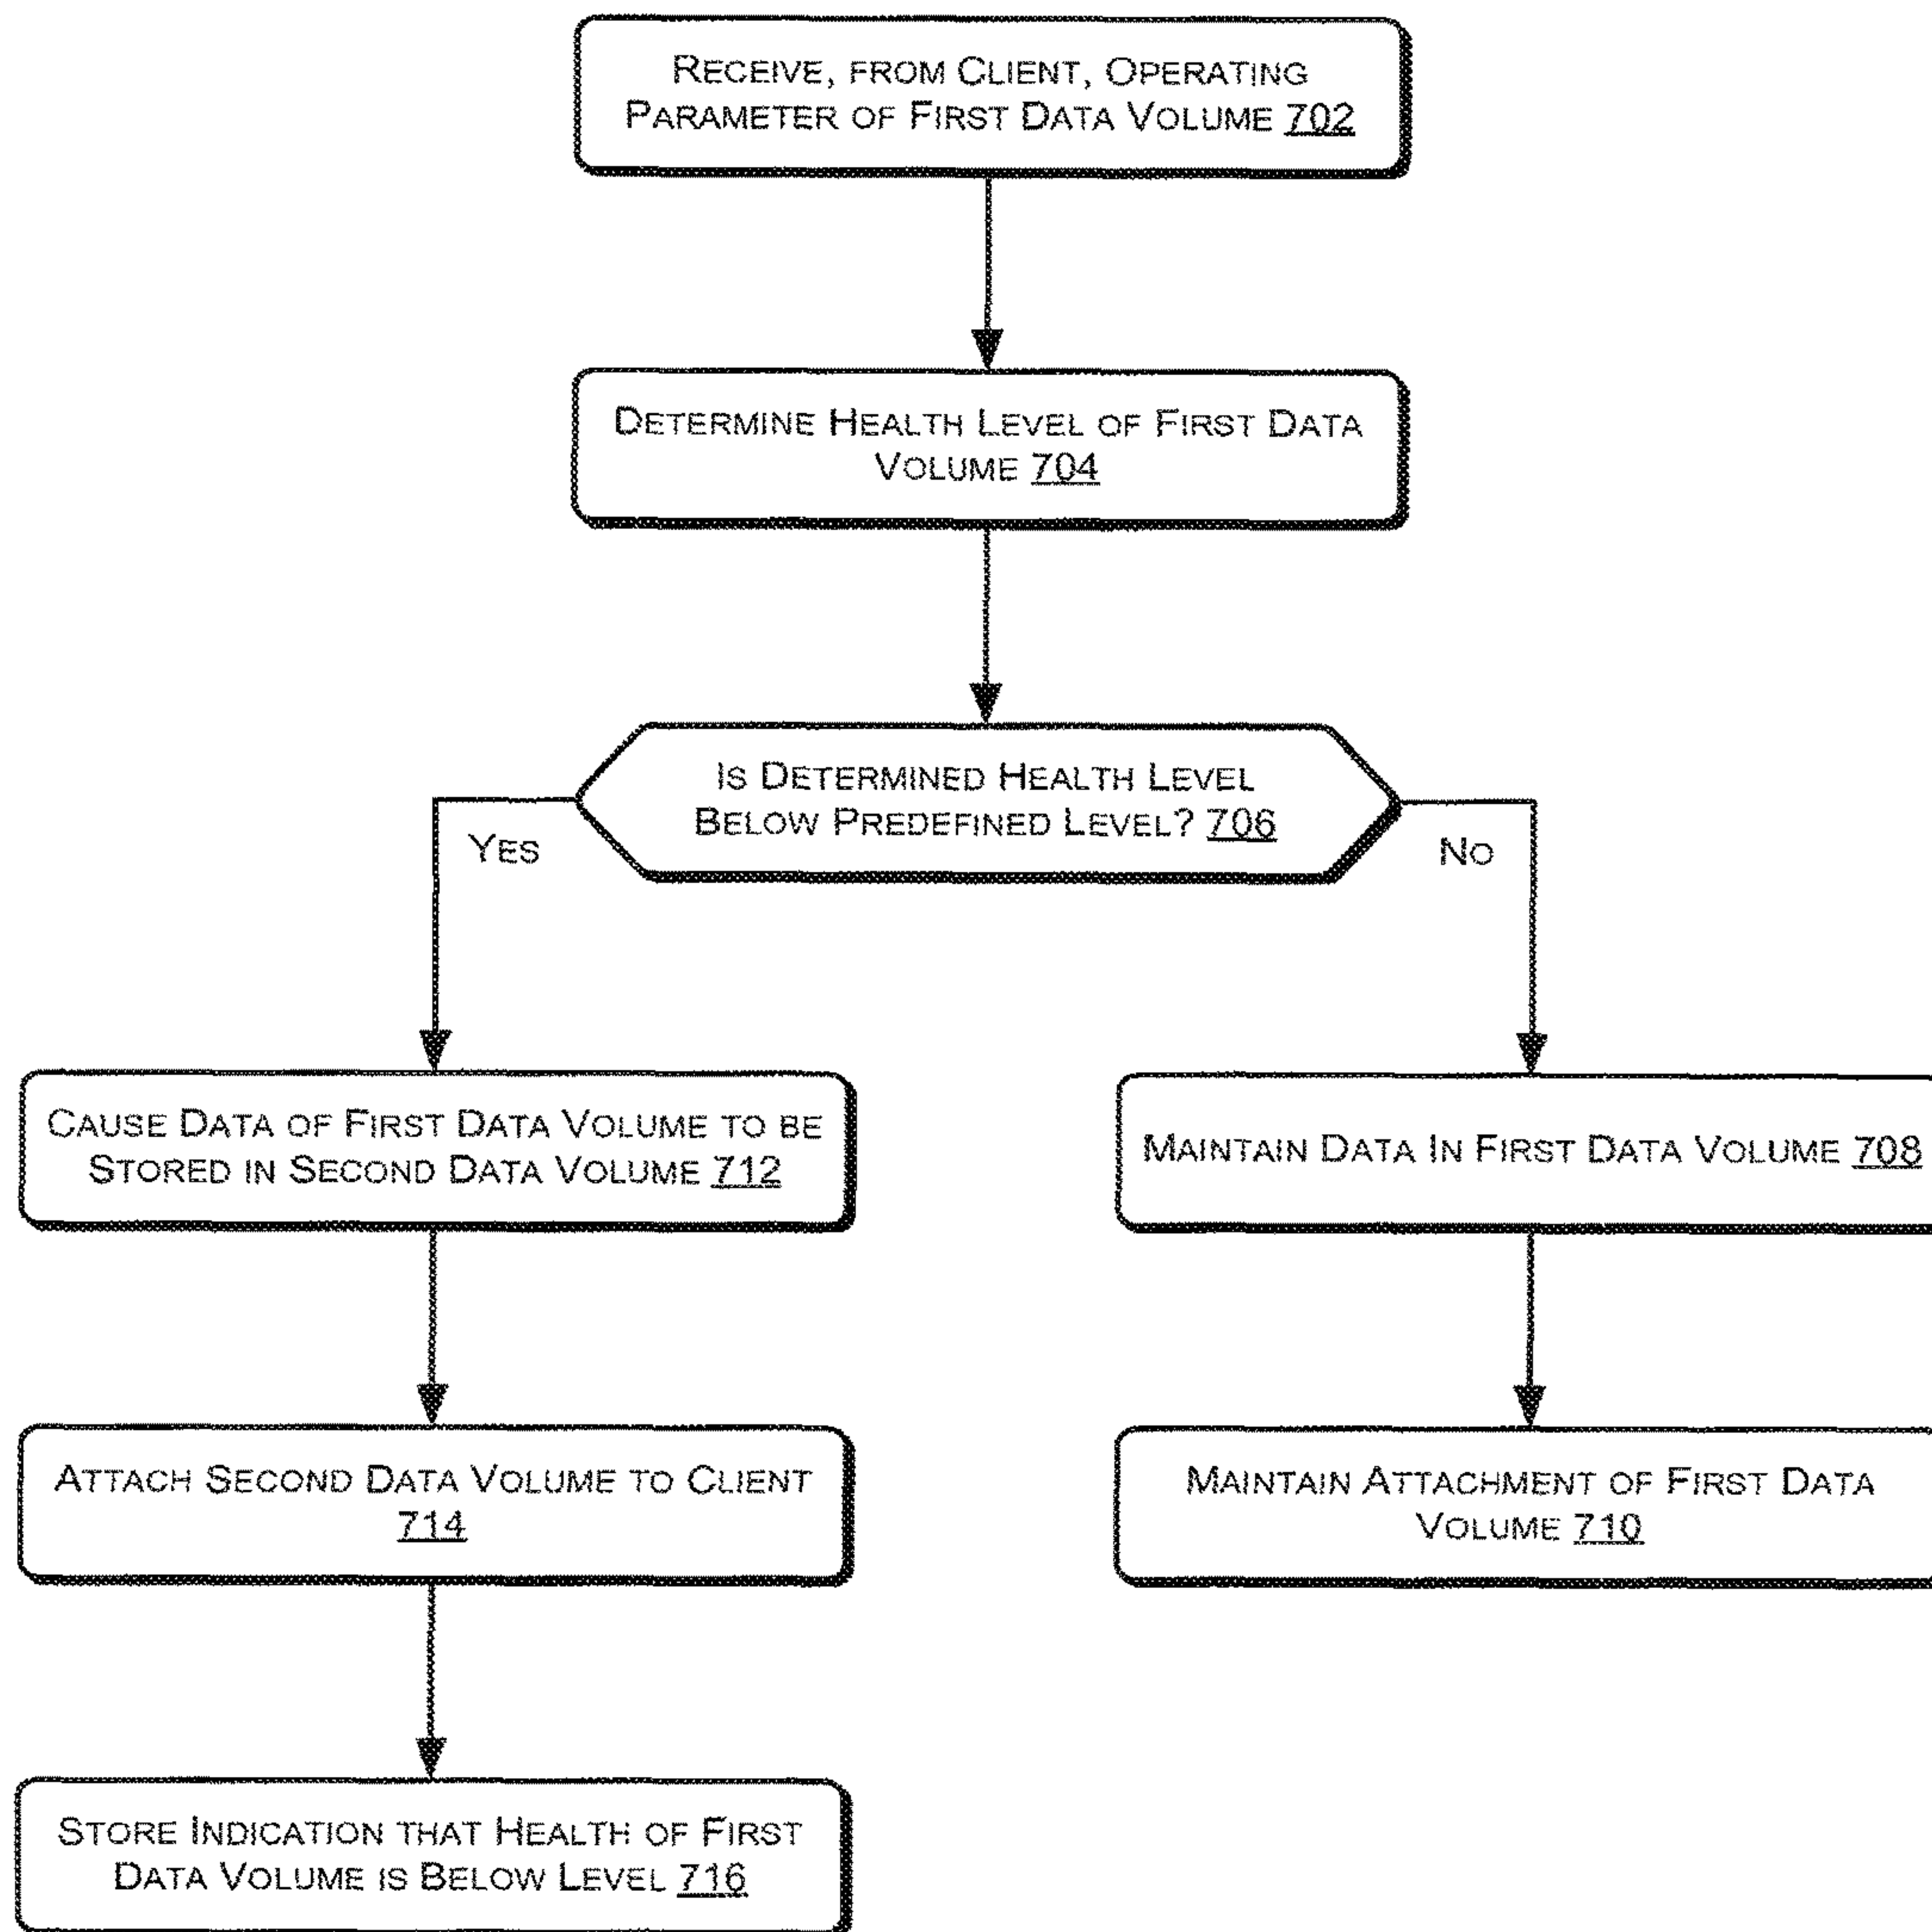 RECEIVE, FROM CLIENT, OPERATING
PARAMETER OF FIRST DATA VOLUME 702
DETERMINE HEALTH LEVEL OF FIRST DATA
VOLUME 704
IS DETERMINED HEALTH LEVEL
BELOW PREDEFINED LEVEL? 706
YES
NO
CAUSE DATA OF FIRST DATA VOLUME TO BE
STORED IN SECOND DATA VOLUME 712
MAINTAIN DATA IN FIRST DATA VOLUME 708
ATTACH SECOND DATA VOLUME TO CLIENT
714
MAINTAIN ATTACHMENT OF FIRST DATA
VOLUME 710
STORE INDICATION THAT HEALTH OF FIRST
DATA VOLUME IS BELOW LEVEL 716